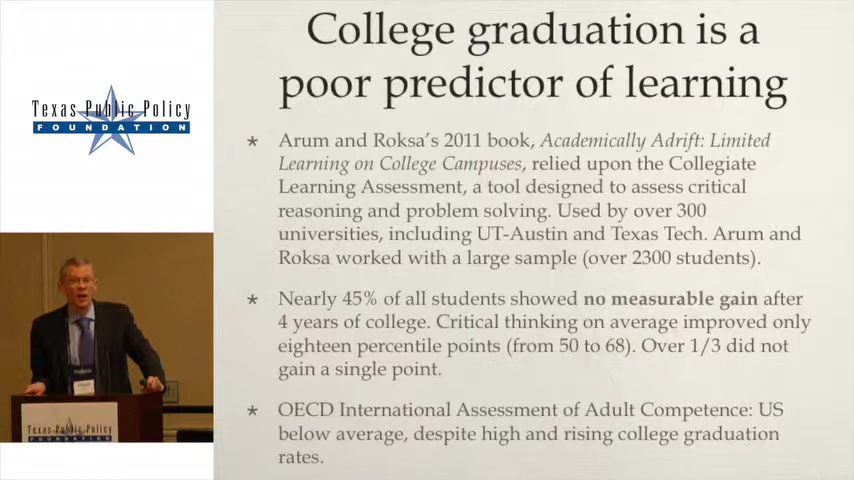 College graduation is a
poor predictor of learning
Texas Public Policy
FOUNDATION
* Arum and Roksa's 2011 book, Academically Adrift: Limited
Learning on College Campuses, relied upon the Collegiate
Learning Assessment, a tool designed to assess critical
reasoning and problem solving. Used by over 300
universities, including UT-Austin and Texas Tech. Arum and
Roksa worked with a large sample (over 2300 students).
* Nearly 45% of all students showed no measurable gain after
4 years of college. Critical thinking on average improved only
eighteen percentile points (from 50 to 68). Over 1/3 did not
gain a single point.
* OECD International Assessment of Adult Competence: US
below average, despite high and rising college graduation
rates.
Texas Public Policy
FOUNDATION